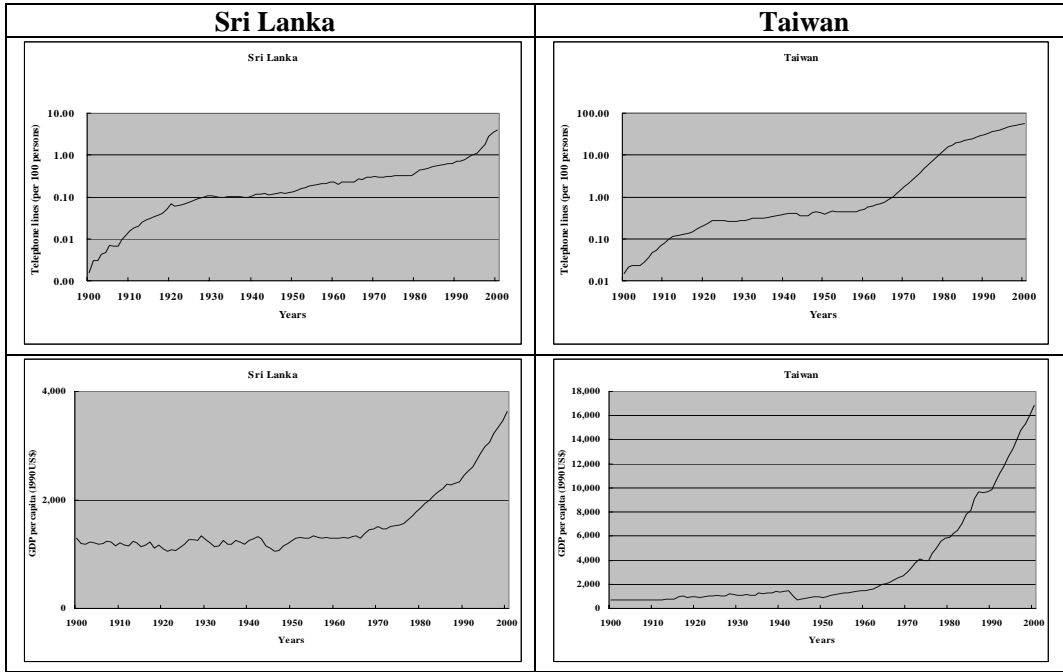 Sri Lanka
Taiwan
Sri Lanka
Telephone lines (per 100 persons)
10.00
1.00
0.10
0.01
0.00
1900 1910 1920 1930 1940 1950 1960 1970 1980 1990 2000
Years
Taiwan
Telephone lines (per 100 persons)
100.00
10.00
1.00
0.10
0.01
1900 1910 1920 1930 1940 1950 1960 1970 1980 1990 2000
Years
Sri Lanka
GDP per capita (1990US$)
4,000
2,000
0
1900 1910 1920 1930 1940 1950 1960 1970 1980 1990 2000
Years
Taiwan
GDP per capita (1990US$)
18,000
16,000
14,000
12,000
10,000
8,000
6,000
4,000
2,000
0
1900 1910 1920 1930 1940 1950 1960 1970 1980 1990 2000
Years